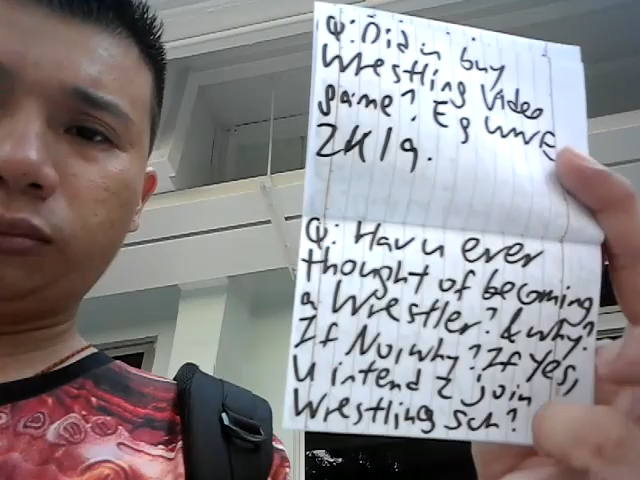 Q: Did u buy
Wrestling Video
game? Eg WWE
2K19.
Q: Hav u ever
thought of becoming
a Wrestler? & why?
If No, why? If yes,
u intend 2 join
Wrestling sch?